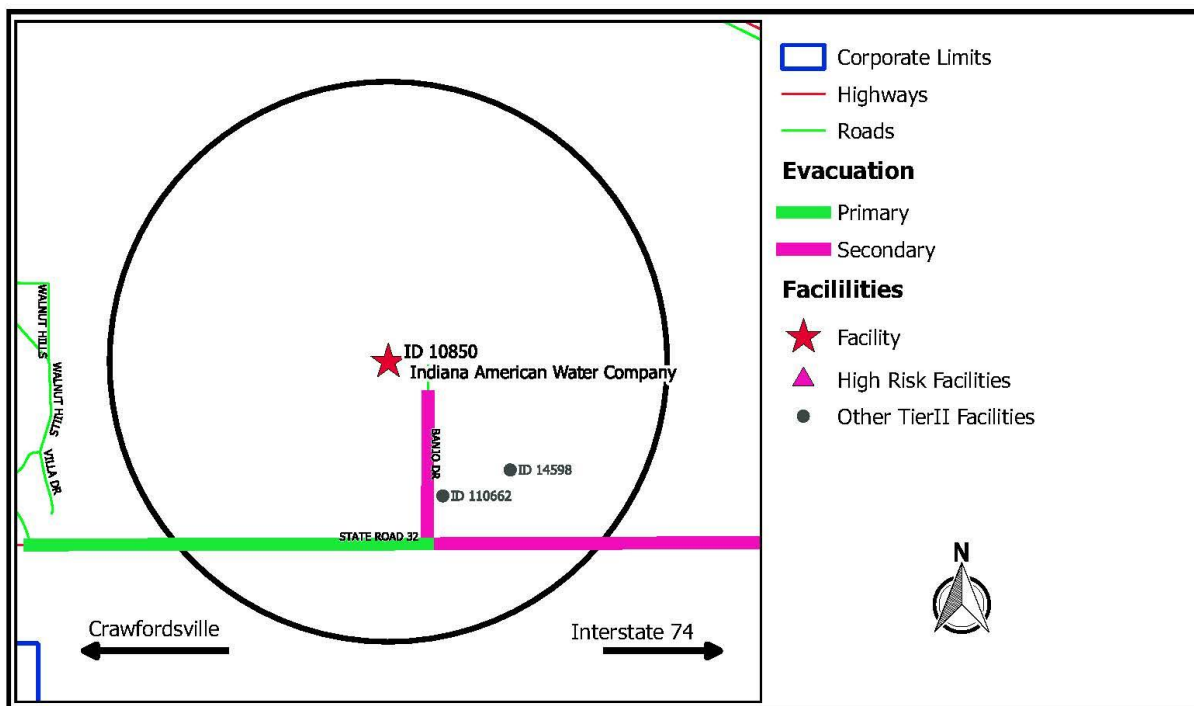 WALNUT HILLS
WALNUT HILLS
VILLA DR
ID 10850
Indiana American Water Company
BANJO DR
ID 14598
ID 110662
STATE ROAD 32
Crawfordsville
Interstate 74
Corporate Limits
Highways
Roads
Evacuation
Primary
Secondary
Facililities
Facility
High Risk Facilities
Other TierII Facilities
N